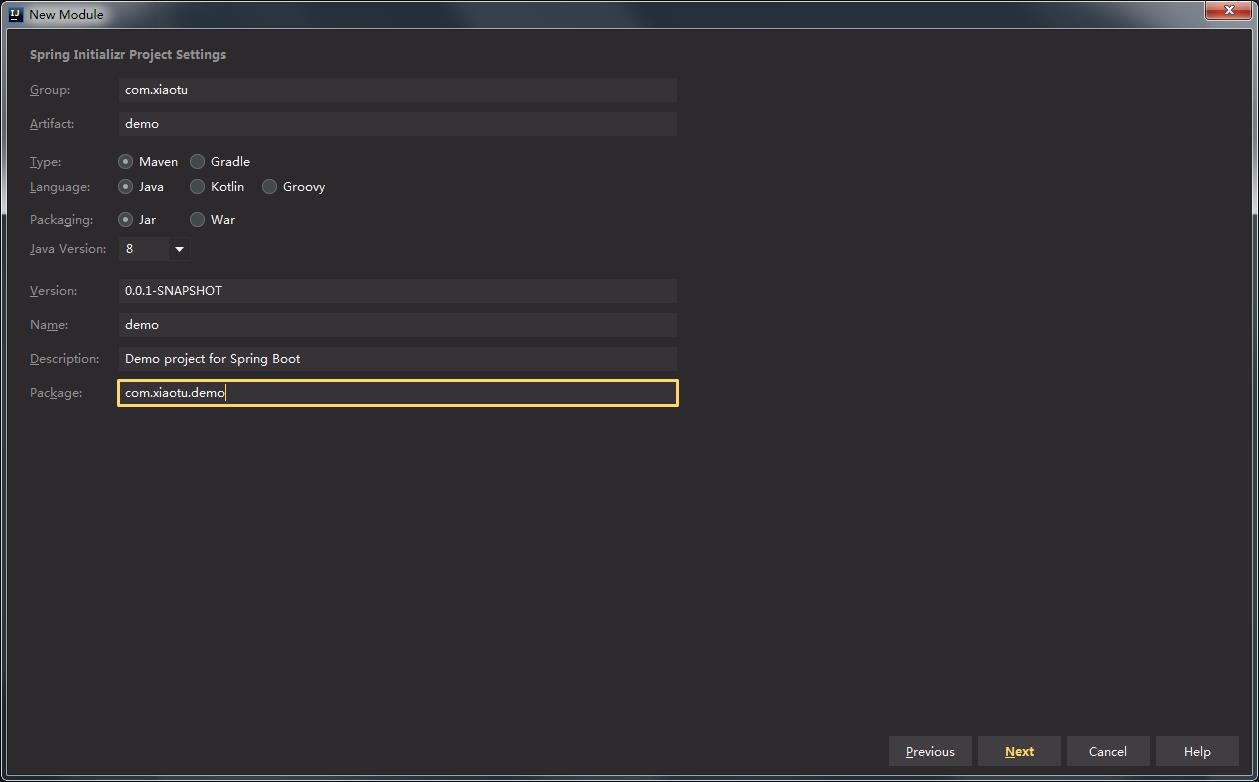 IJ New Module
Spring Initializr Project Settings
Group: com.xiaotu
Artifact: demo
Type: Maven Gradle
Language: Java Kotlin Groovy
Packaging: Jar War
Java Version: 8
Version: 0.0.1-SNAPSHOT
Name: demo
Description: Demo project for Spring Boot
Package: com.xiaotu.demo
Previous Next Cancel Help